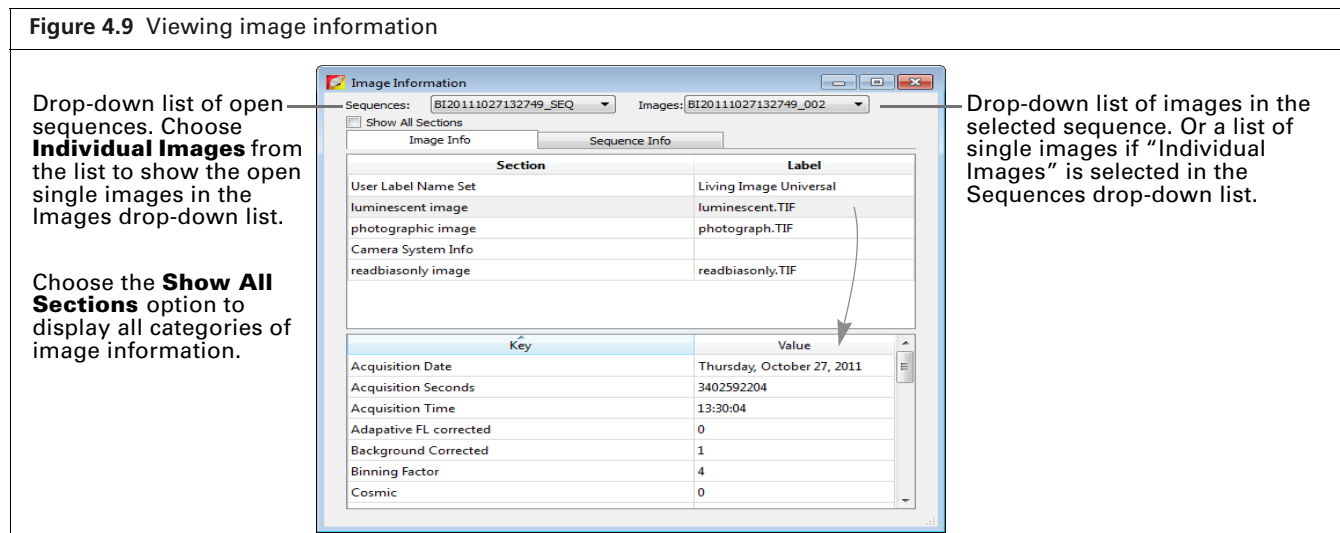 Figure 4.9 Viewing image information
Drop-down list of open
sequences. Choose
Individual Images from
the list to show the open
single images in the
Images drop-down list.
Choose the Show All
Sections option to
display all categories of
image information.
Image Information
Sequences: BI20111027132749_SEQ Images: BI20111027132749_002
Show All Sections
Image Info Sequence Info
Section Label
User Label Name Set Living Image Universal
luminescent image luminescent.TIF
photographic image photograph.TIF
Camera System Info
readbiasonly image readbiasonly.TIF
Key Value
Acquisition Date Thursday, October 27, 2011
Acquisition Seconds 3402592204
Acquisition Time 13:30:04
Adapative FL corrected 0
Background Corrected 1
Binning Factor 4
Cosmic 0
Drop-down list of images in the
selected sequence. Or a list of
single images if “Individual
Images” is selected in the
Sequences drop-down list.